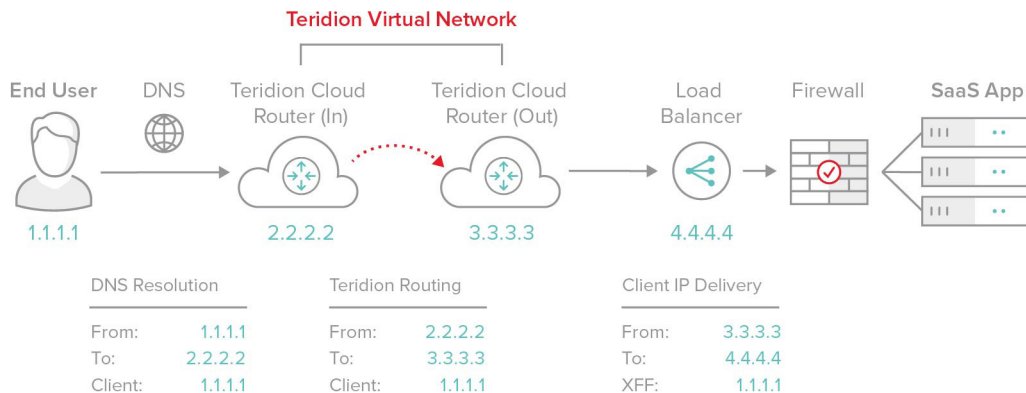 Teridion Virtual Network
End User
DNS
Teridion Cloud
Router (In)
Teridion Cloud
Router (Out)
Load
Balancer
Firewall
SaaS App
1.1.1.1
2.2.2.2
3.3.3.3
4.4.4.4
DNS Resolution
From: 1.1.1.1
To: 2.2.2.2
Client: 1.1.1.1
Teridion Routing
From: 2.2.2.2
To: 3.3.3.3
Client: 1.1.1.1
Client IP Delivery
From: 3.3.3.3
To: 4.4.4.4
XFF: 1.1.1.1